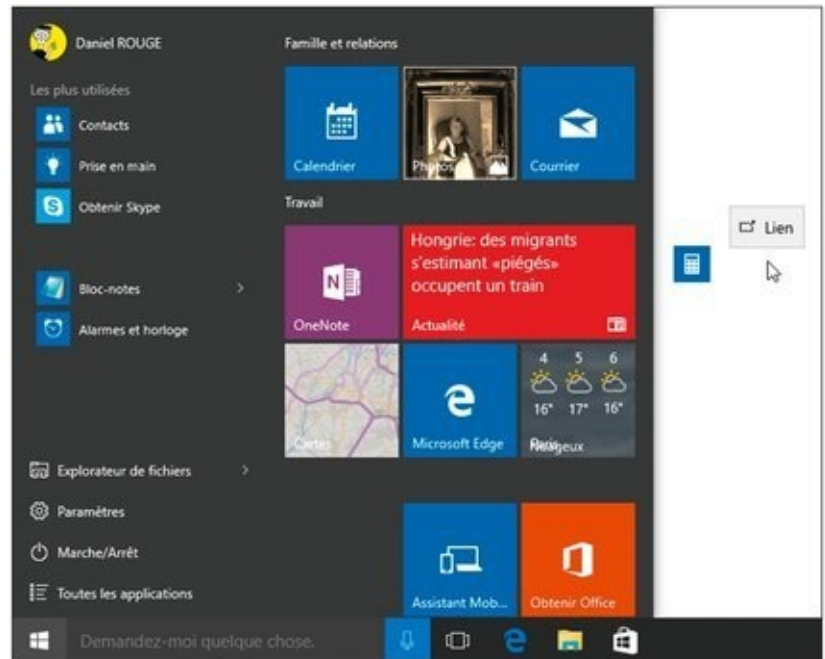 Daniel ROUGE
Les plus utilisées
Contacts
Prise en main
Obtenir Skype
Bloc-notes
Alarmes et horloge
Explorateur de fichiers
Paramètres
Marche/Arrêt
Toutes les applications
Demandez-moi quelque chose.
Famille et relations
Calendrier
Photos
Courrier
Travail
OneNote
Hongrie: des migrants
s'estimant «piégés»
occupent un train
Actualité
Cartes
Microsoft Edge
4 5 6
16° 17° 16°
Assistant Mob...
Obtenir Office
Lien